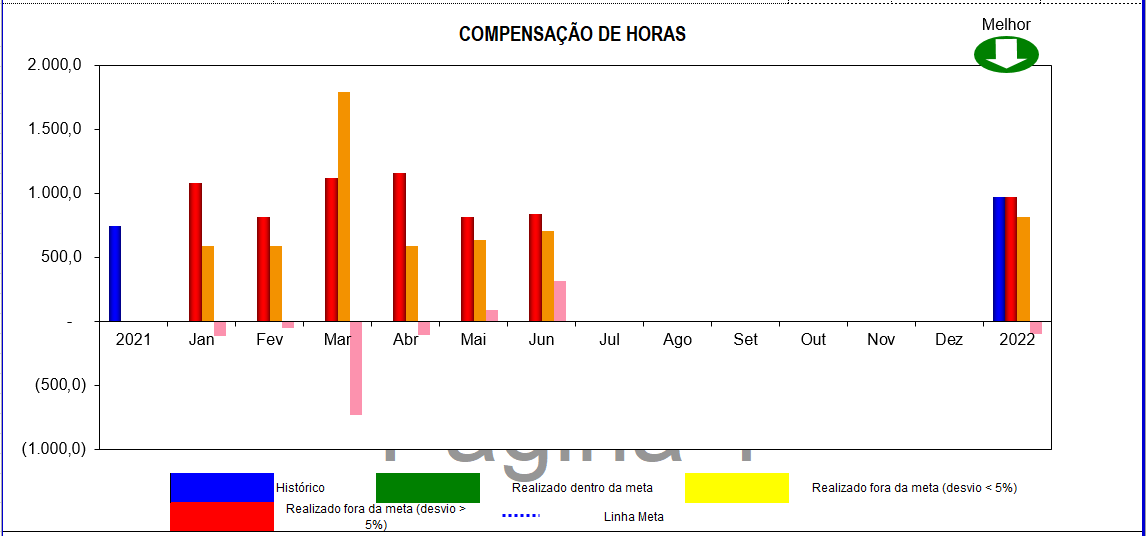 COMPENSAÇÃO DE HORAS
Melhor
2.000,0
1.500,0
1.000,0
500,0
-
(500,0)
(1.000,0)
2021 Jan Fev Mar Abr Mai Jun Jul Ago Set Out Nov Dez 2022
Histórico
Realizado dentro da meta
Realizado fora da meta (desvio < 5%)
Realizado fora da meta (desvio >
5%)
Linha Meta